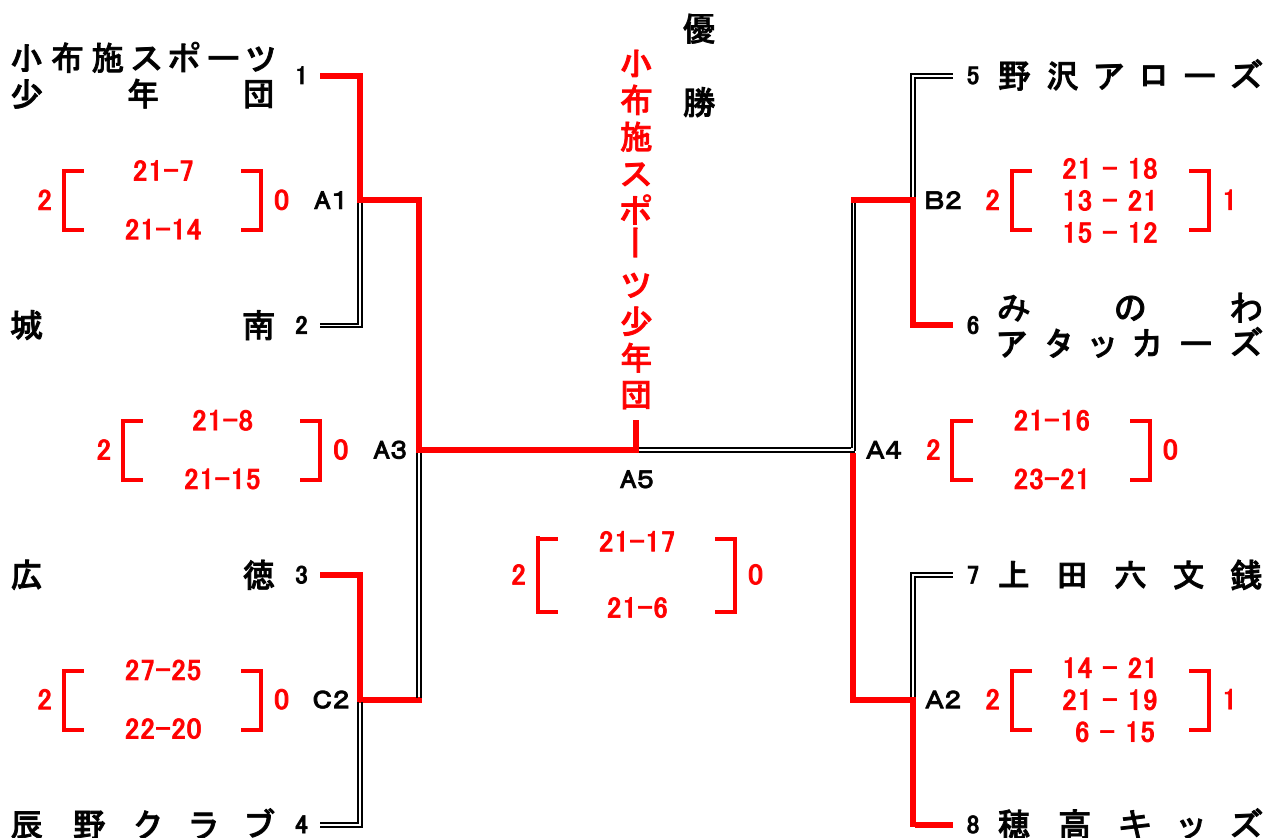 優勝
小布施スポーツ少年団
小布施スポーツ
少年団 1
21-7
2 0 A1
21-14
城南 2
21-8
2 0 A3
21-15
広徳 3
27-25
2 0 C2
22-20
辰野クラブ 4
A5
21-17
2 0
21-6
5 野沢アローズ
21 - 18
B2 2 13 - 21 1
15 - 12
6 みのわ
アタッカーズ
21-16
A4 2 0
23-21
7 上田六文銭
14 - 21
A2 2 21 - 19 1
6 - 15
8 穂高キッズ